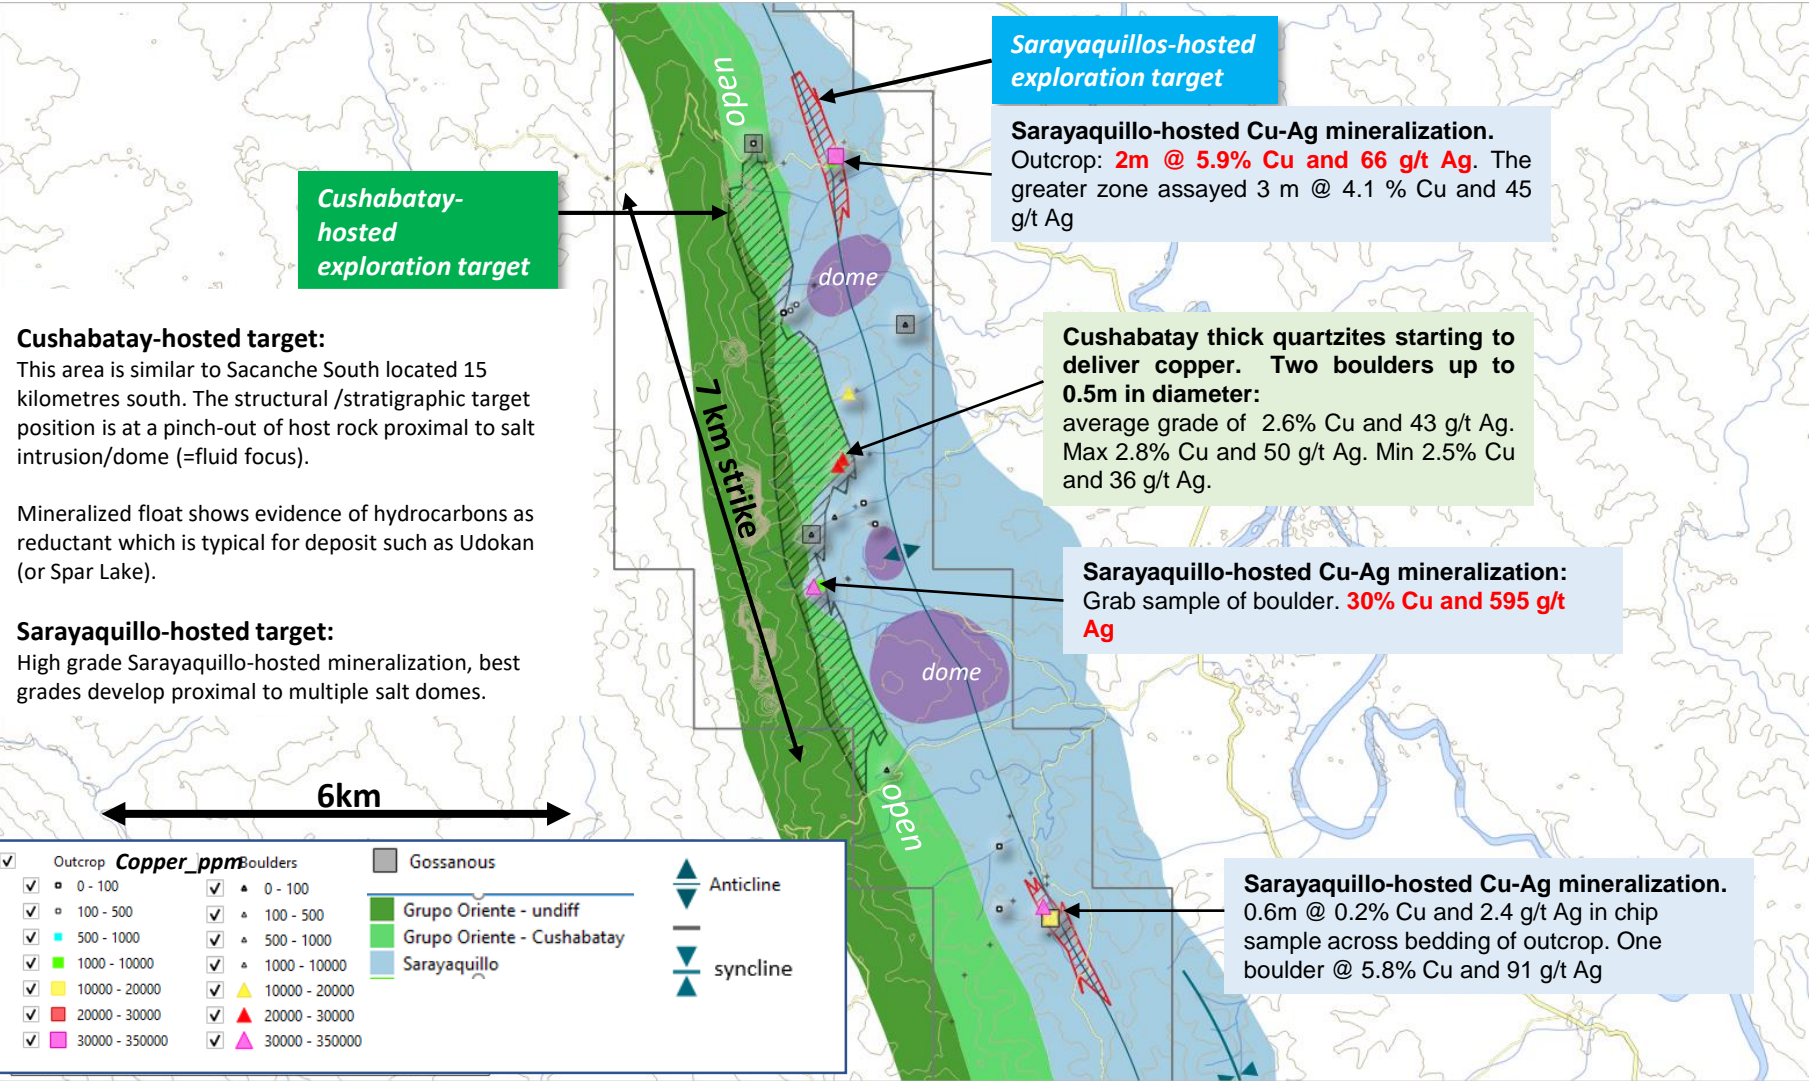 open
Sarayaquillos-hosted
exploration target
Sarayaquillo-hosted Cu-Ag mineralization.
Outcrop: 2m @ 5.9% Cu and 66 g/t Ag. The
greater zone assayed 3 m @ 4.1 % Cu and 45
g/t Ag
Cushabatay-
hosted
exploration target
dome
Cushabatay-hosted target:
This area is similar to Sacanche South located 15
kilometres south. The structural /stratigraphic target
position is at a pinch-out of host rock proximal to salt
intrusion/dome (=fluid focus).
Mineralized float shows evidence of hydrocarbons as
reductant which is typical for deposit such as Udokan
(or Spar Lake).
Sarayaquillo-hosted target:
High grade Sarayaquillo-hosted mineralization, best
grades develop proximal to multiple salt domes.
7 km strike
Cushabatay thick quartzites starting to
deliver copper. Two boulders up to
0.5m in diameter:
average grade of 2.6% Cu and 43 g/t Ag.
Max 2.8% Cu and 50 g/t Ag. Min 2.5% Cu
and 36 g/t Ag.
Sarayaquillo-hosted Cu-Ag mineralization:
Grab sample of boulder. 30% Cu and 595 g/t
Ag
dome
open
6km
Sarayaquillo-hosted Cu-Ag mineralization.
0.6m @ 0.2% Cu and 2.4 g/t Ag in chip
sample across bedding of outcrop. One
boulder @ 5.8% Cu and 91 g/t Ag
Outcrop Copper_ppm Boulders
0 - 100
100 - 500
500 - 1000
1000 - 10000
10000 - 20000
20000 - 30000
30000 - 350000
0 - 100
100 - 500
500 - 1000
1000 - 10000
10000 - 20000
20000 - 30000
30000 - 350000
Gossanous
Grupo Oriente - undiff
Grupo Oriente - Cushabatay
Sarayaquillo
Anticline
syncline